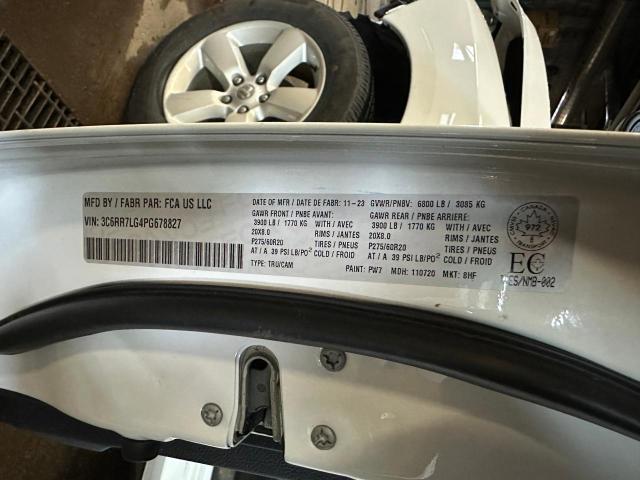 MFD BY / FABR PAR: FCA US LLC
VIN: 3C6RR7LG4PG678827
DATE OF MFR / DATE DE FABR: 11-23 GVWR/PNBV: 6800 LB / 3085 KG
GAWR FRONT / PNBE AVANT: GAWR REAR / PNBE ARRIERE:
3900 LB / 1770 KG WITH / AVEC 3900 LB / 1770 KG WITH / AVEC
20X8.0 RIMS / JANTES 20X8.0 RIMS / JANTES
P275/60R20 TIRES / PNEUS P275/60R20 TIRES / PNEUS
AT / A 39 PSI LB/PO² COLD / FROID AT / A 39 PSI LB/PO² COLD / FROID
TYPE: TRU/CAM PAINT: PW7 MDH: 110720 MKT: 8HF
CANADA
972
TRANSPORT
EC
/NMB-002